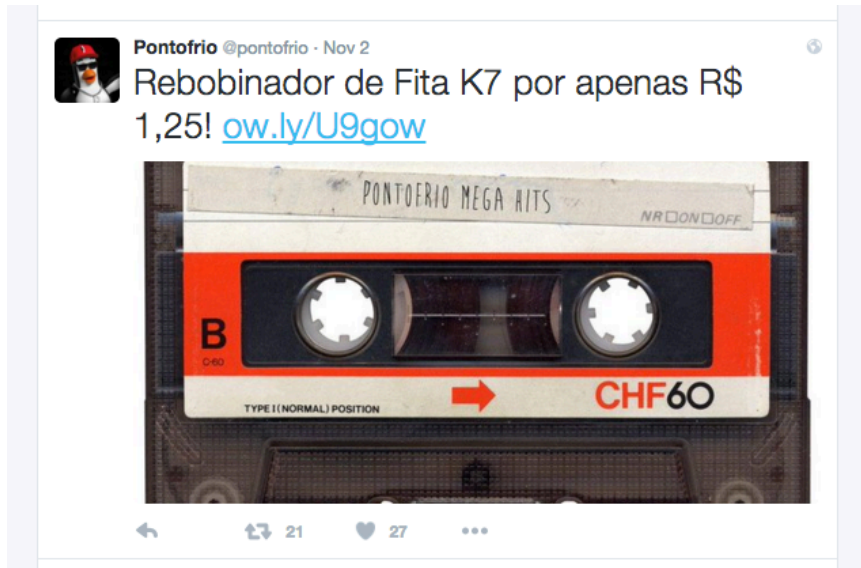 Pontofrio @pontofrio · Nov 2
Rebobinador de Fita K7 por apenas R$
1,25! ow.ly/U9gow
PONTOFRIO MEGA HITS
NR□ON□OFF
B
C-60
TYPE I (NORMAL) POSITION
CHF60
21 27